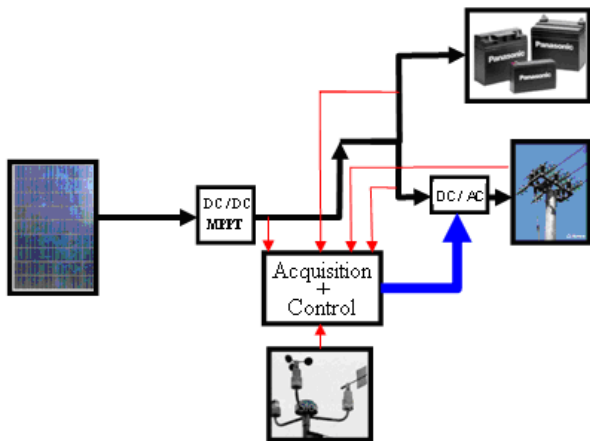 Panasonic
Panasonic
Panasonic
DC/DC
MPPT
DC/AC
Acquisition
+
Control